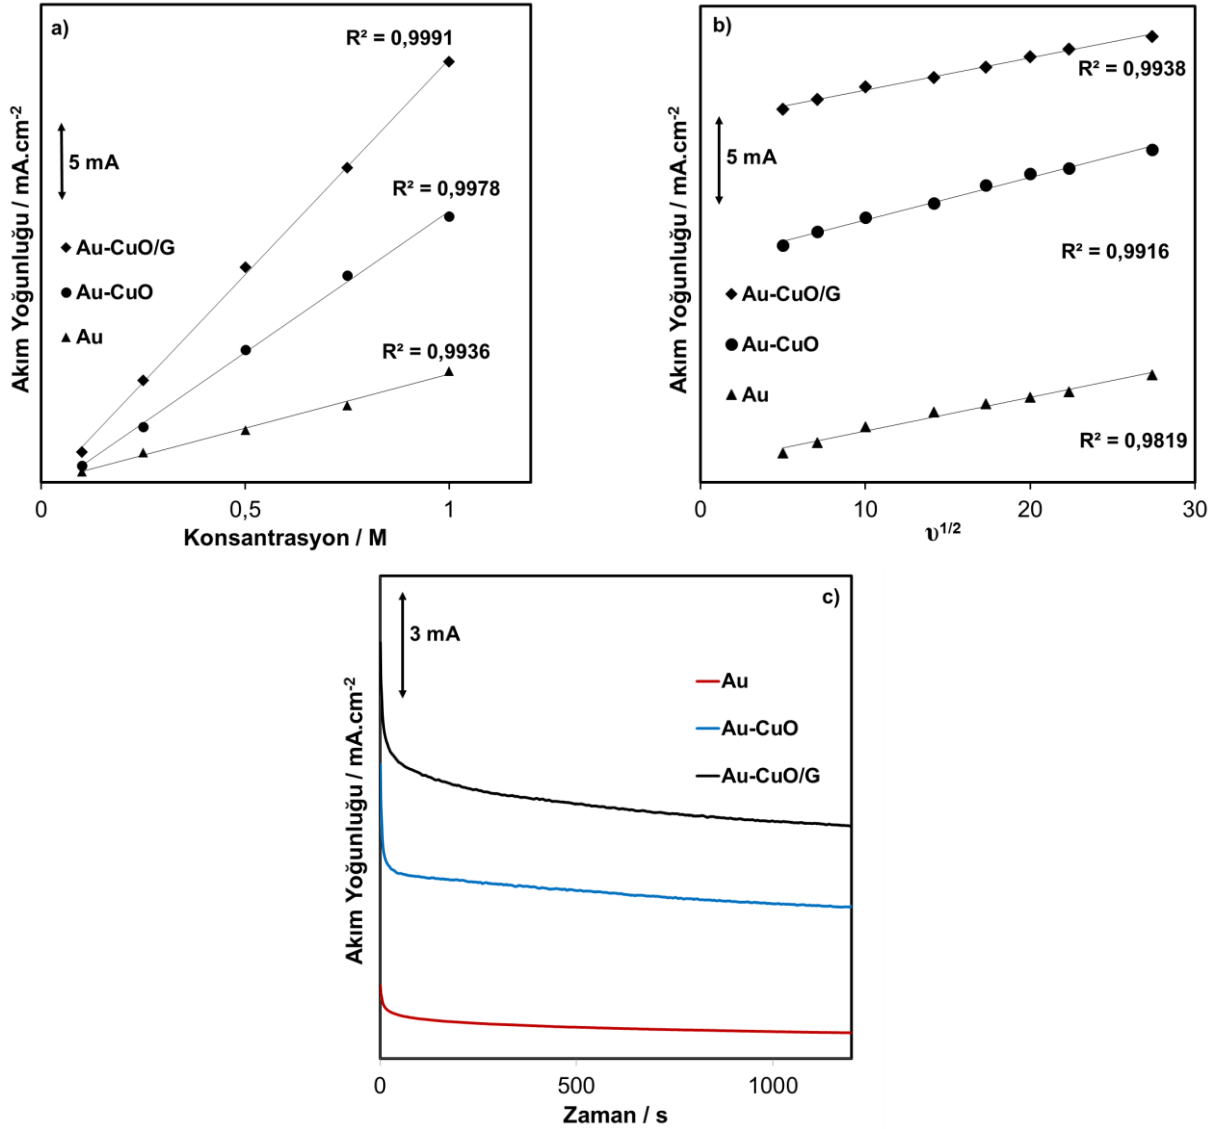 a)
R² = 0,9991
5 mA
R² = 0,9978
Au-CuO/G
Au-CuO
Au
R² = 0,9936
Akım Yoğunluğu / mA.cm⁻²
0
0,5
1
Konsantrasyon / M
b)
R² = 0,9938
5 mA
R² = 0,9916
Au-CuO/G
Au-CuO
Au
R² = 0,9819
Akım Yoğunluğu / mA.cm⁻²
0
10
20
30
υ¹ᐟ²
c)
3 mA
Au
Au-CuO
Au-CuO/G
Akım Yoğunluğu / mA.cm⁻²
0
500
1000
Zaman / s